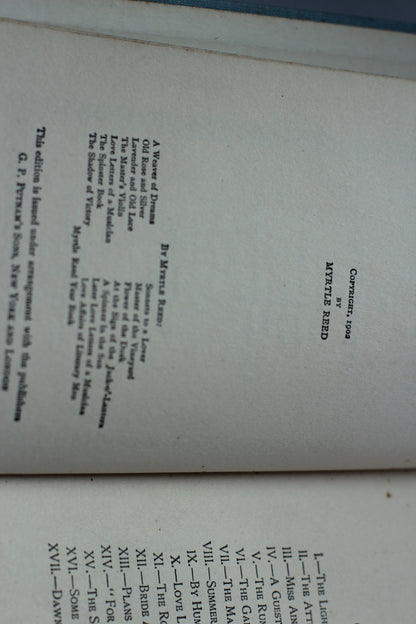 COPYRIGHT, 1902
BY
MYRTLE REED
BY MYRTLE REED:
A Weaver of Dreams
Old Rose and Silver
Lavender and Old Lace
The Master's Violin
Love Letters of a Musician
The Spinster Book
The Shadow of Victory
Sonnets to a Lover
Master of the Vineyard
Flower of the Dusk
At the Sign of the Jack-o'-Lantern
A Spinner in the Sun
Later Love Letters of a Musician
Love Affairs of Literary Men
Myrtle Reed Year Book
This edition is issued under arrangement with the publishers
G. P. PUTNAM'S SONS, NEW YORK AND LONDON
I.—THE LIGH
II.—THE ATT
III.—MISS AIN
IV.—A GUEST
V.—THE RUN
VI.—THE GA
VII.—THE MA
VIII.—SUMMER
IX.—BY HUM
X.—LOVE L
XI.—THE RO
XII.—BRIDE A
XIII.—PLANS
XIV.—"FOR
XV.—THE S
XVI.—SOME
XVII.—DAWN